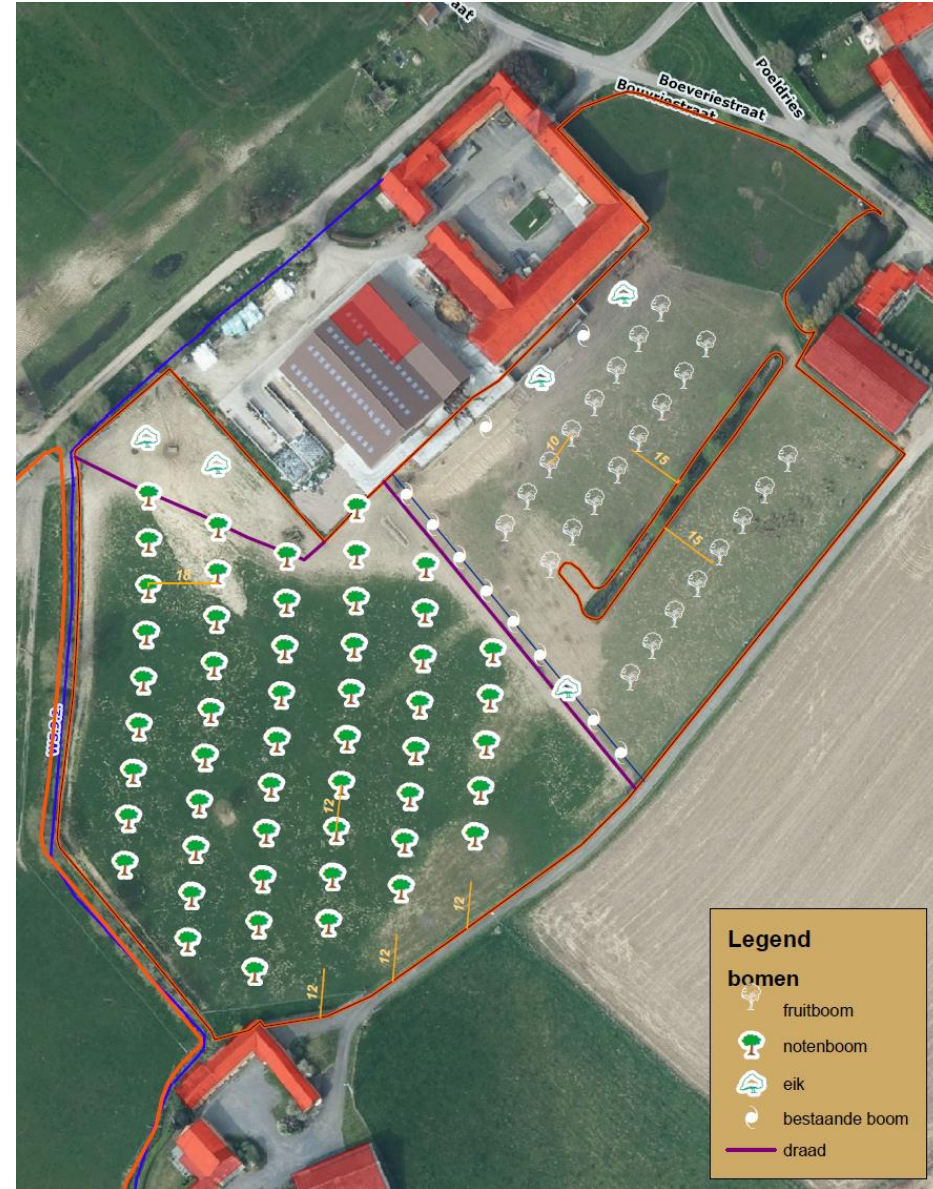 aat
Boeveriestraat
Bouvriestraat
Poeldries
10
15
15
18
12
12
12
12
Legend
bomen
fruitboom
notenboom
eik
bestaande boom
draad